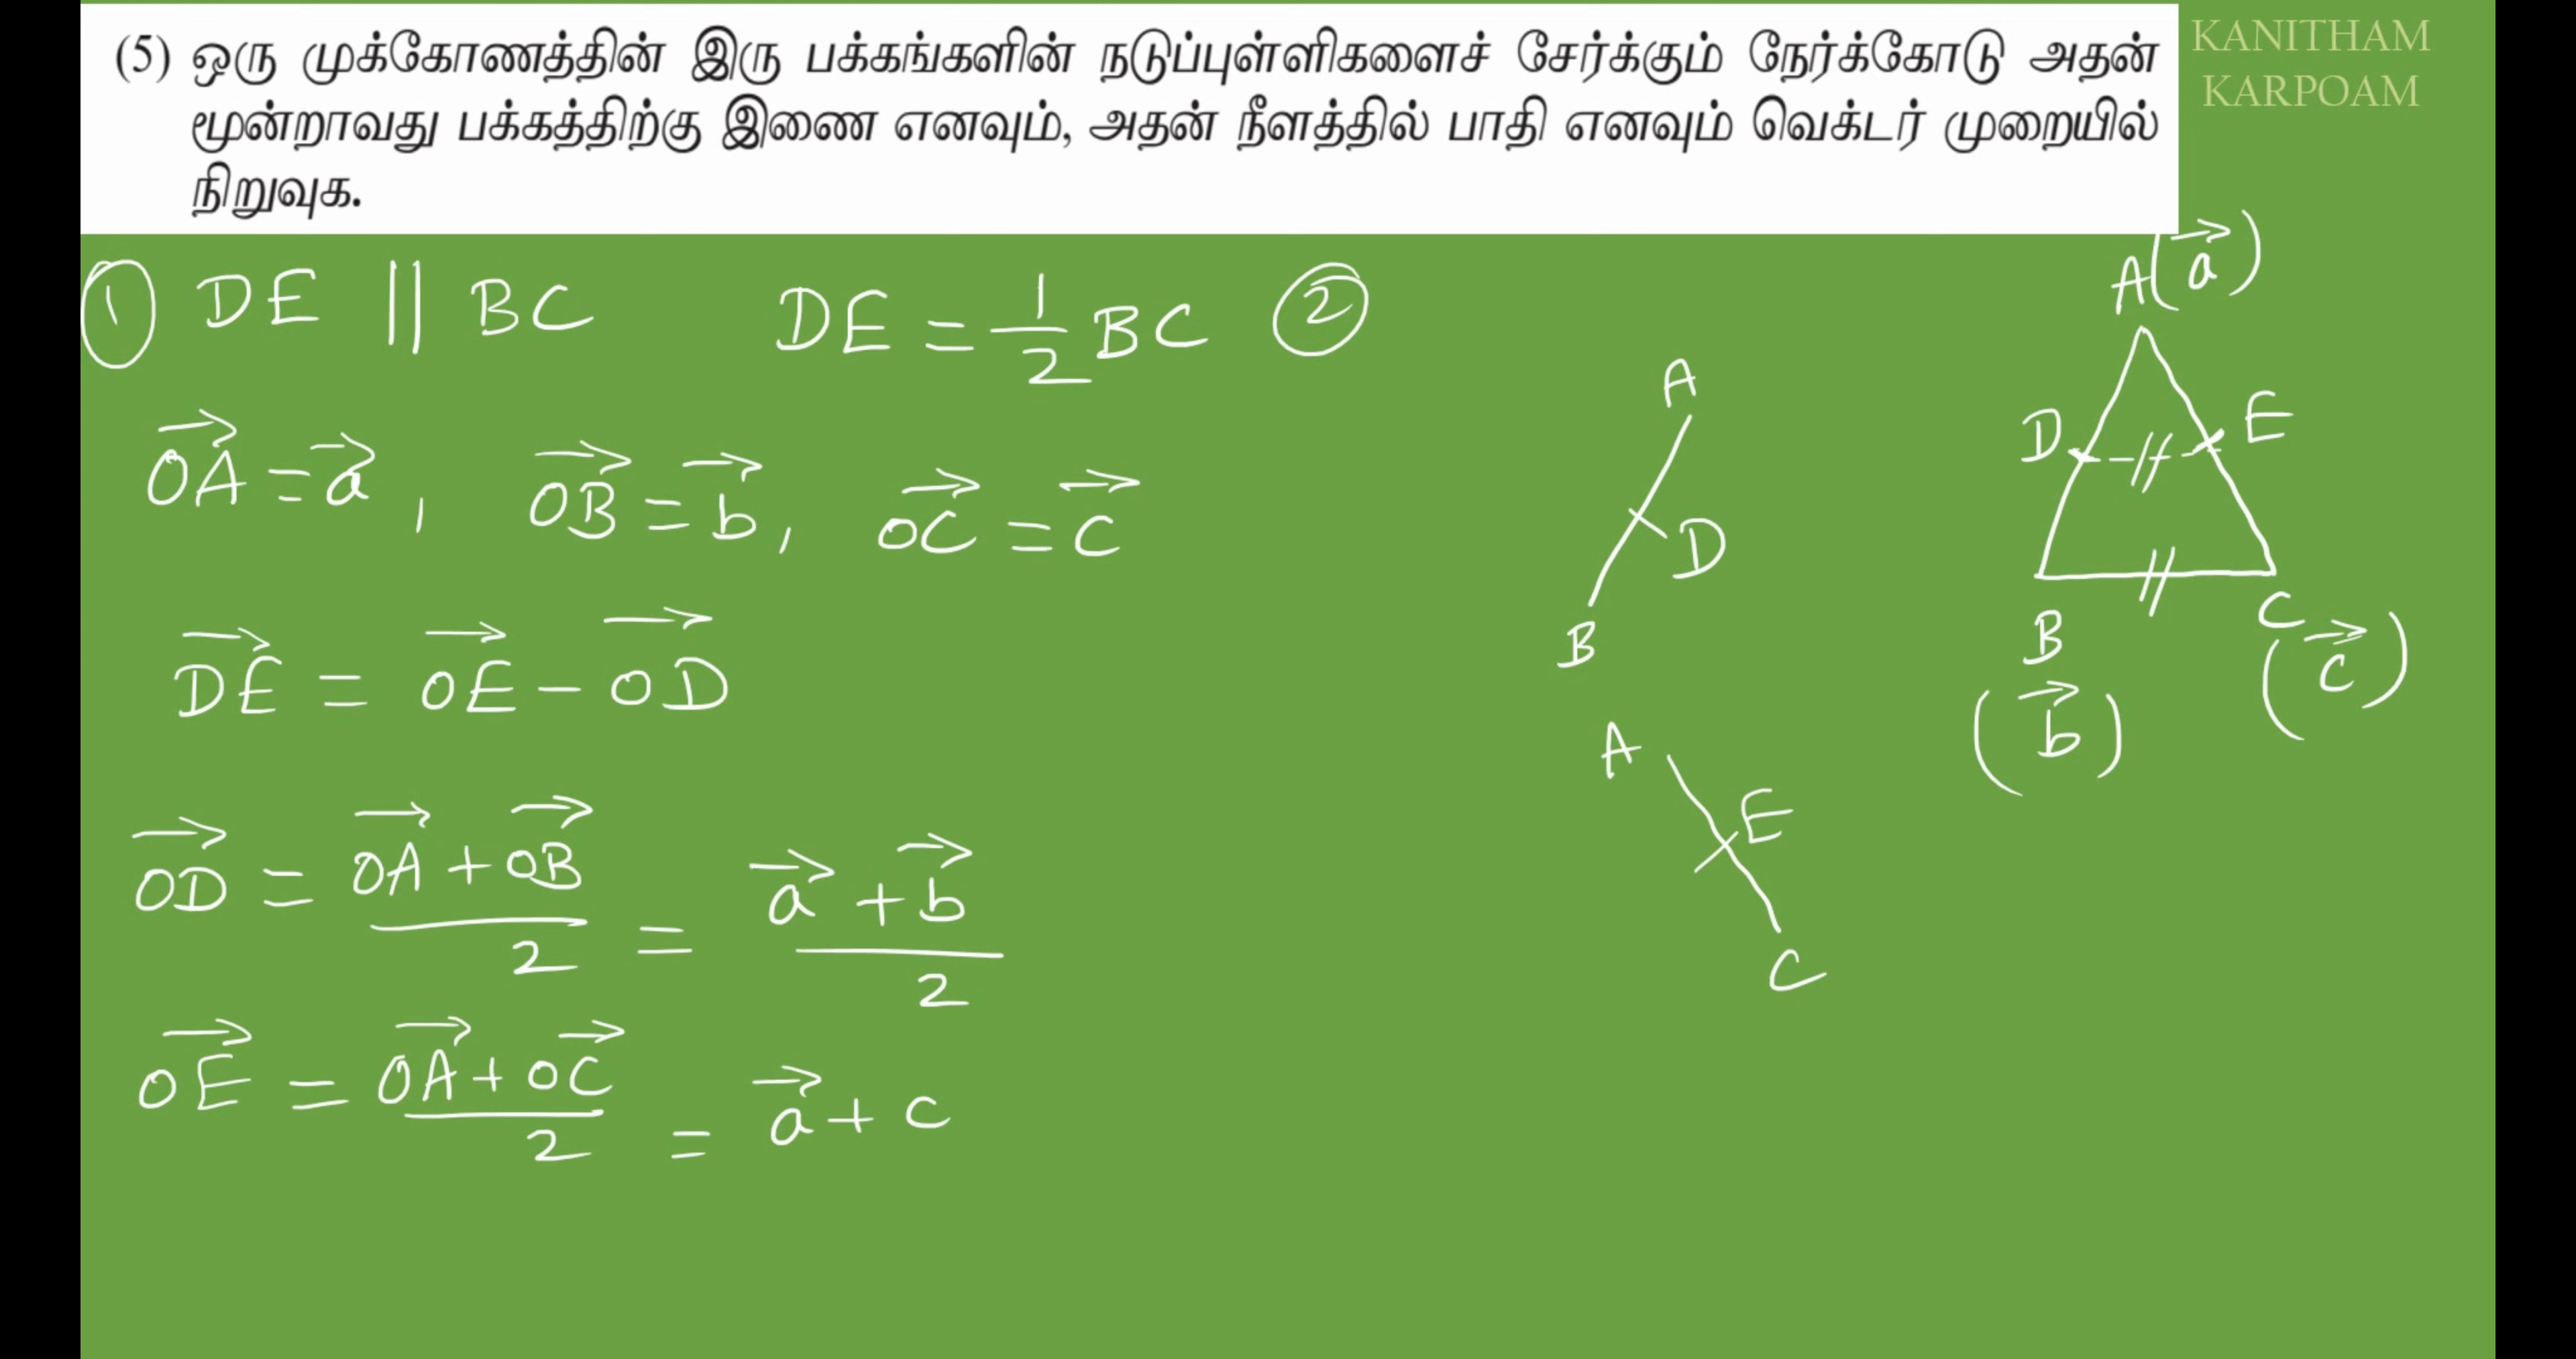 (5) ஒரு முக்கோணத்தின் இரு பக்கங்களின் நடுப்புள்ளிகளைச் சேர்க்கும் நேர்க்கோடு அதன்
மூன்றாவது பக்கத்திற்கு இணை எனவும், அதன் நீளத்தில் பாதி எனவும் வெக்டர் முறையில்
நிறுவுக.
KANITHAM
KARPOAM
① DE || BC DE = 1/2 BC ②
OA⃗ = a⃗, OB⃗ = b⃗, OC⃗ = c⃗
DE⃗ = OE⃗ − OD⃗
OD⃗ = (OA⃗ + OB⃗)/2 = (a⃗ + b⃗)/2
OE⃗ = (OA⃗ + OC⃗)/2 = a⃗ + c
A
D
B
A
E
C
A(a⃗)
D E
B C
(b⃗) (c⃗)